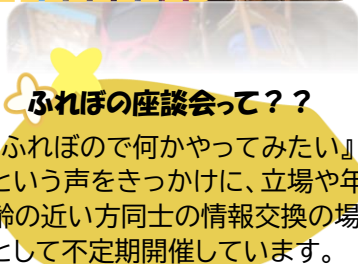 ふれぼの座談会って？？
ふれぼので何かやってみたい』
という声をきっかけに、立場や年
齢の近い方同士の情報交換の場
として不定期開催しています。